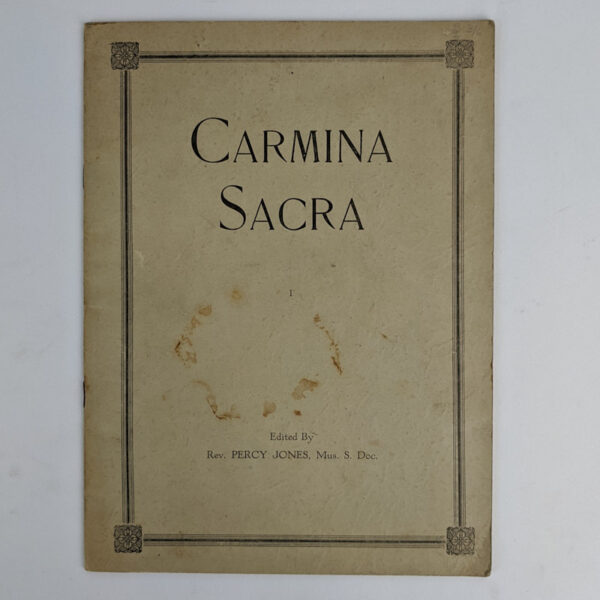 CARMINA
SACRA
I
Edited By
Rev. PERCY JONES, Mus. S. Doc.